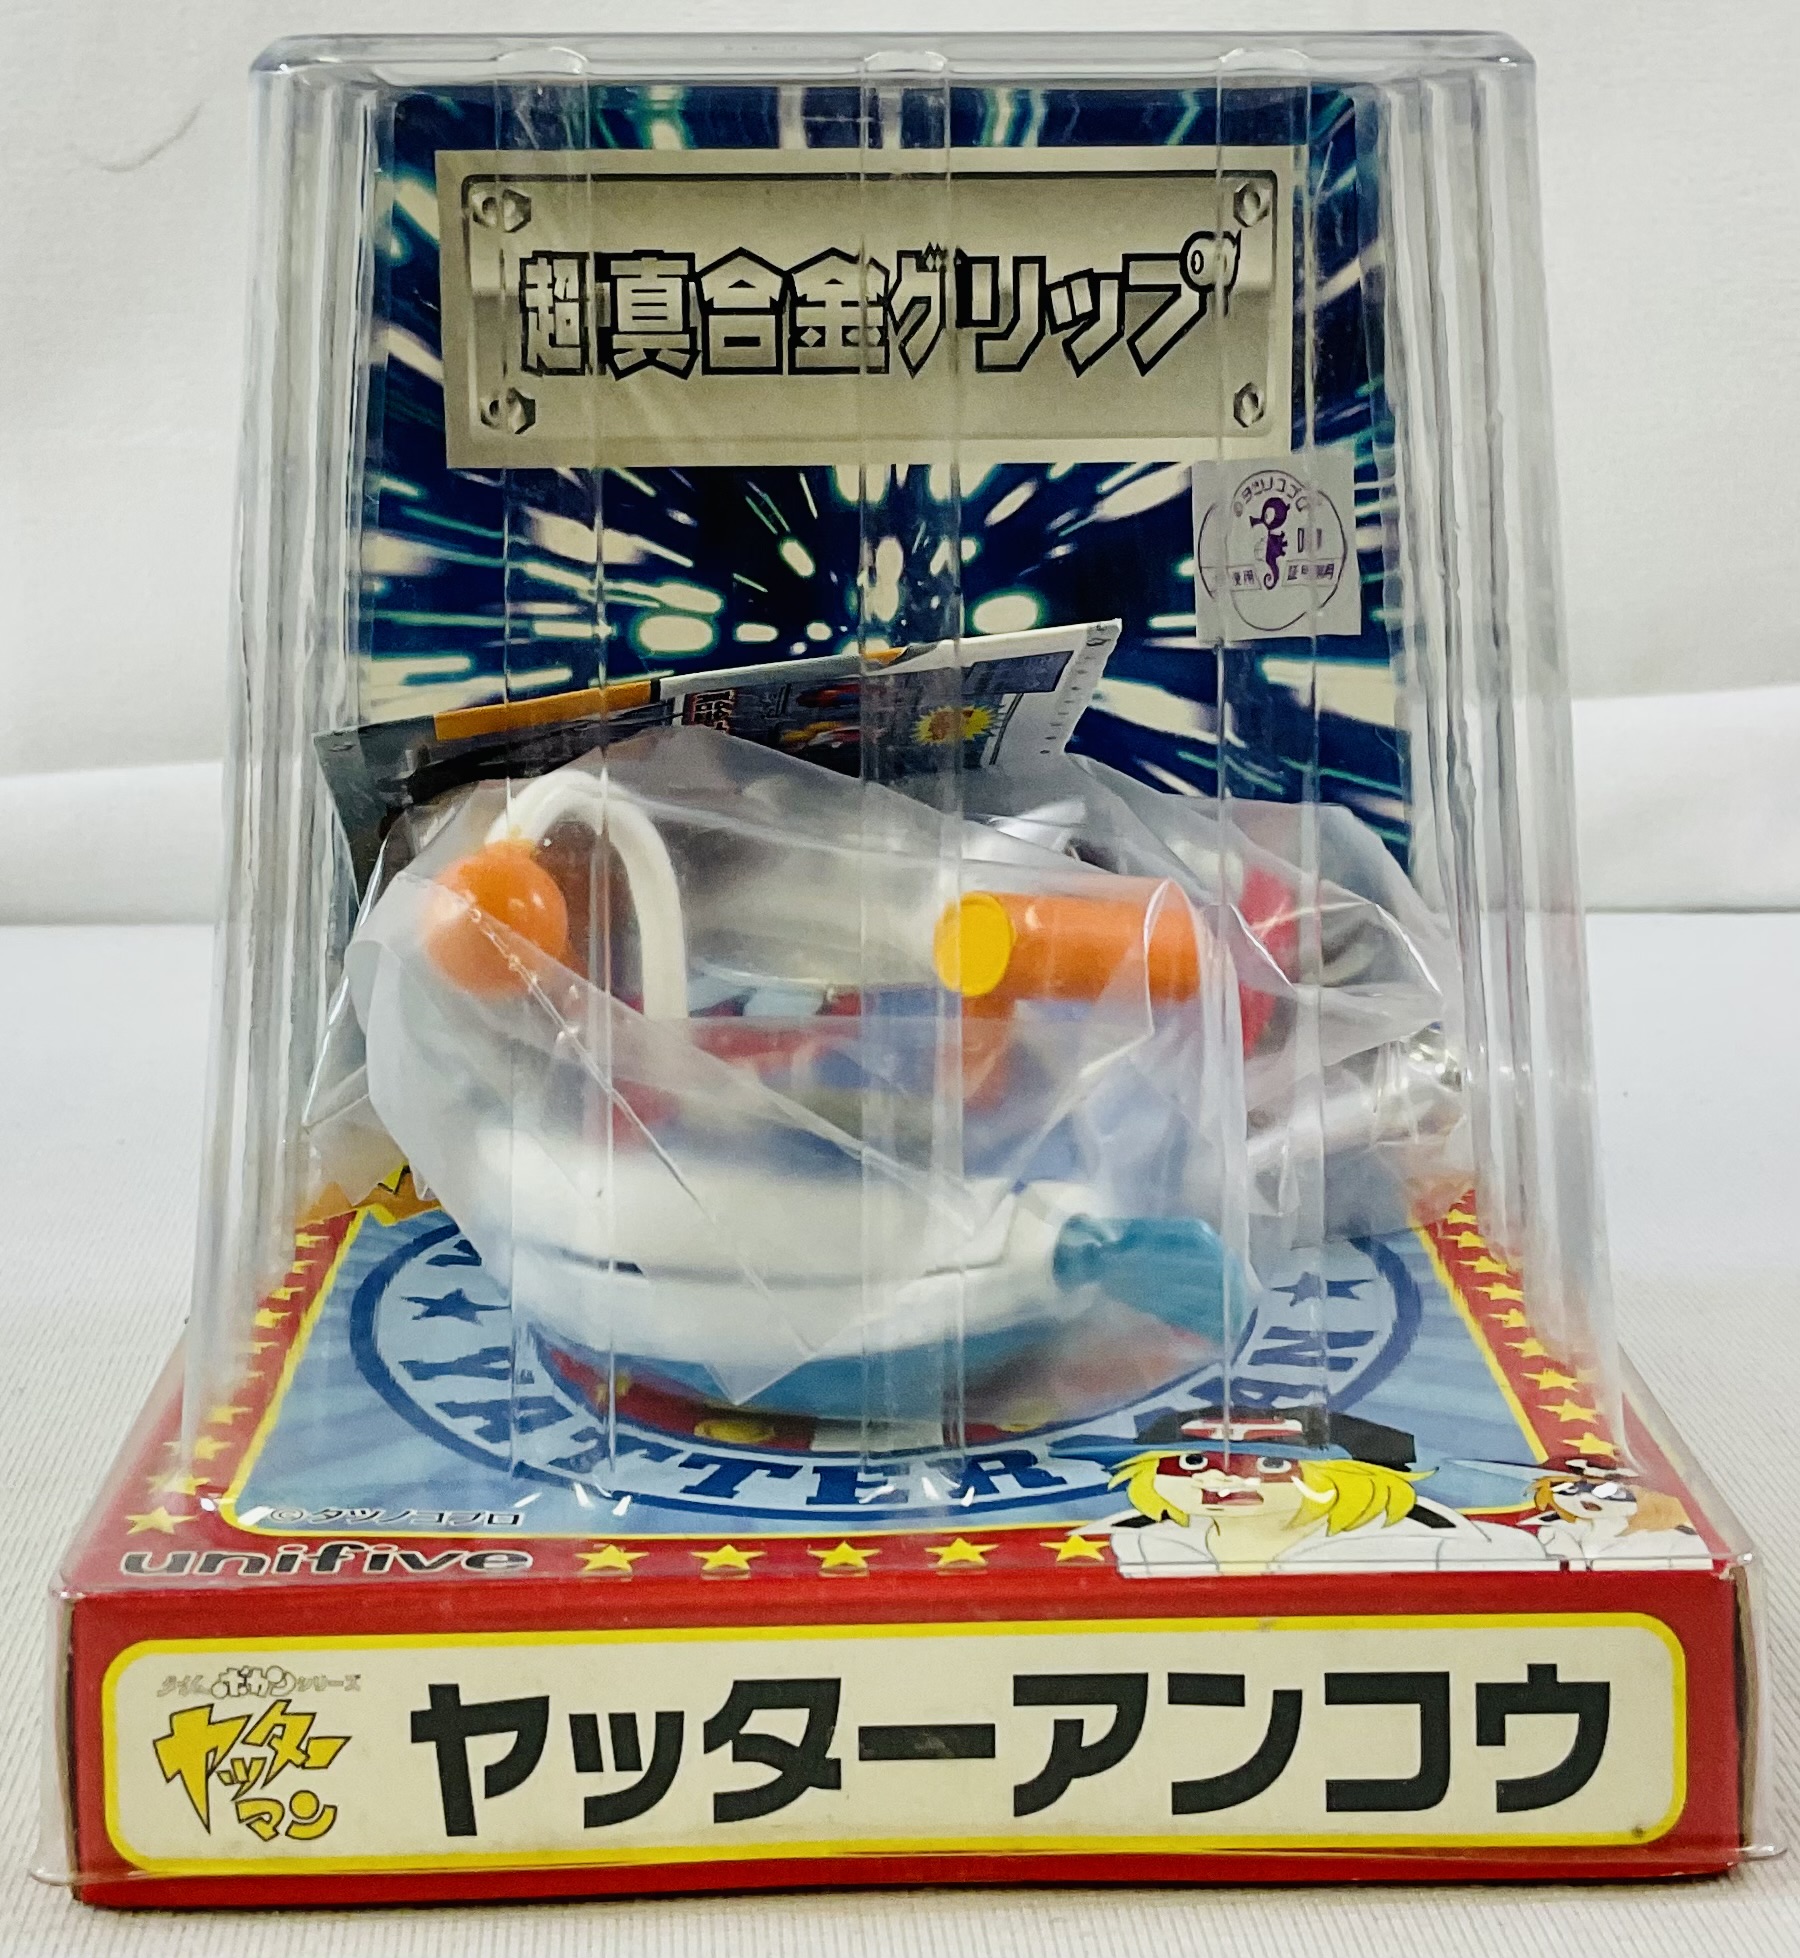 超真合金グリップ
YATTERMAN
©タツノコプロ
unifive
タイムボカンシリーズ
ヤッターマン
ヤッターアンコウ